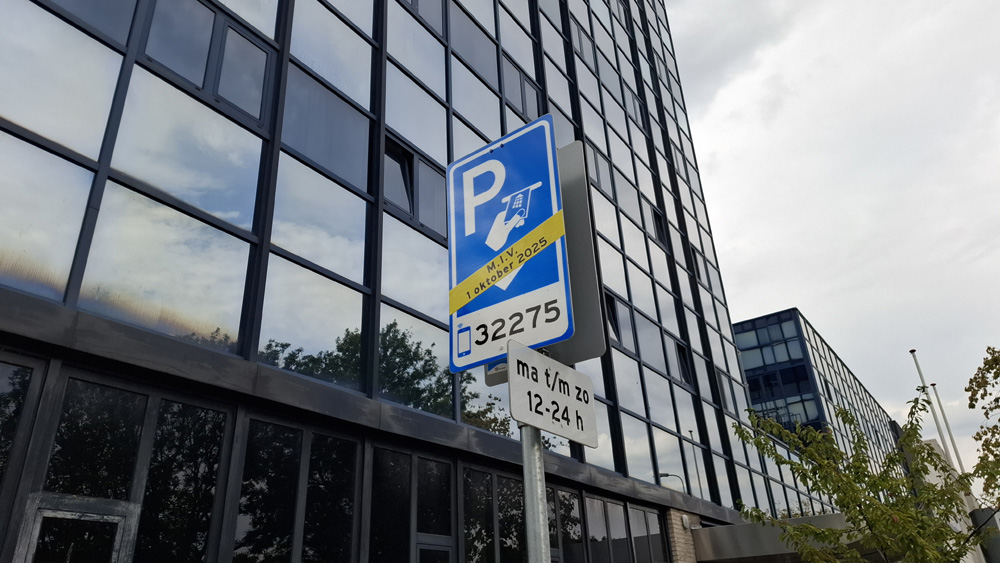 P
M.I.V.
1 oktober 2025
32275
ma t/m zo
12-24 h